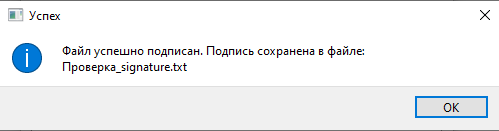 Успех
Файл успешно подписан. Подпись сохранена в файле:
Проверка_signature.txt
OK